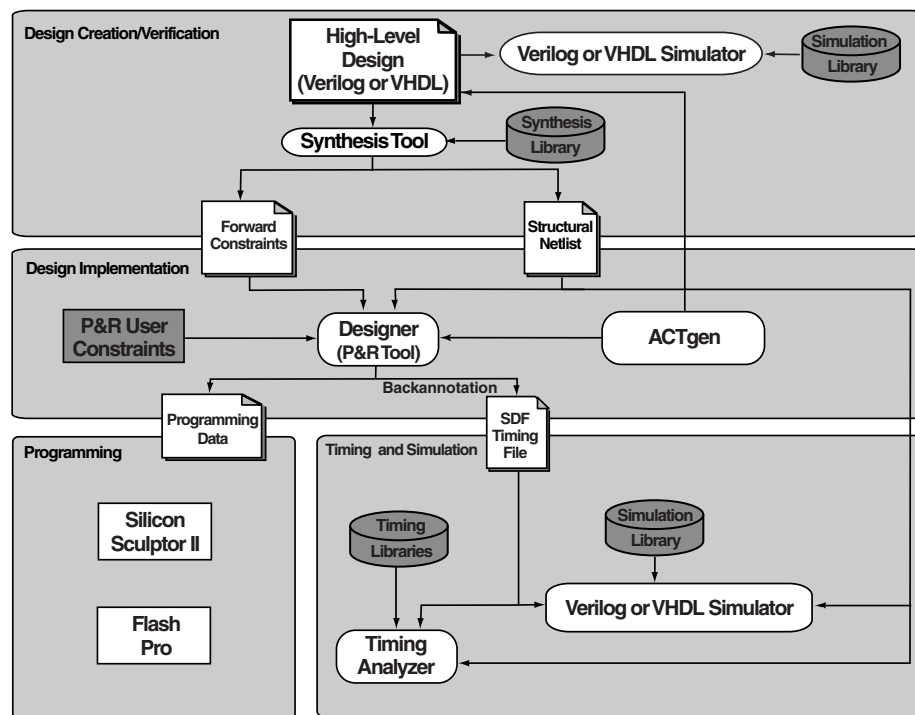 Design Creation/Verification
High-Level
Design
(Verilog or VHDL)
Verilog or VHDL Simulator
Simulation
Library
Synthesis Tool
Synthesis
Library
Forward
Constraints
Structural
Netlist
Design Implementation
P&R User
Constraints
Designer
(P&R Tool)
ACTgen
Backannotation
Programming
Data
SDF
Timing
File
Programming
Silicon
Sculptor II
Flash
Pro
Timing and Simulation
Timing
Libraries
Simulation
Library
Verilog or VHDL Simulator
Timing
Analyzer